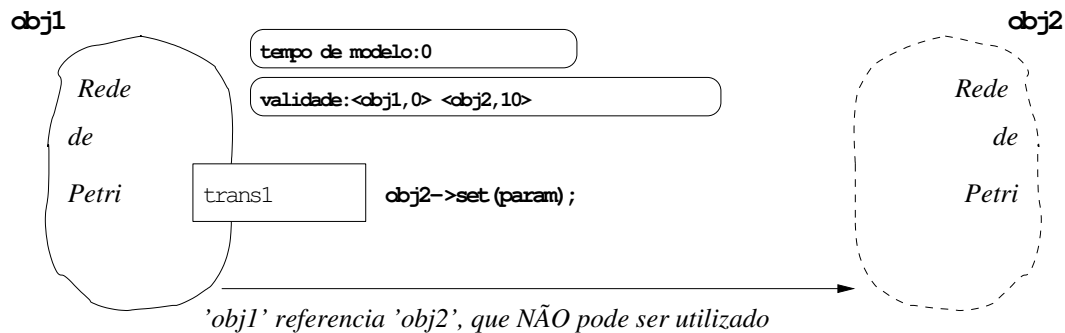 obj1
obj2
tempo de modelo:0
validade:<obj1,0> <obj2,10>
Rede
de
Petri
trans1
obj2->set(param);
Rede
de
Petri
'obj1' referencia 'obj2', que NÃO pode ser utilizado